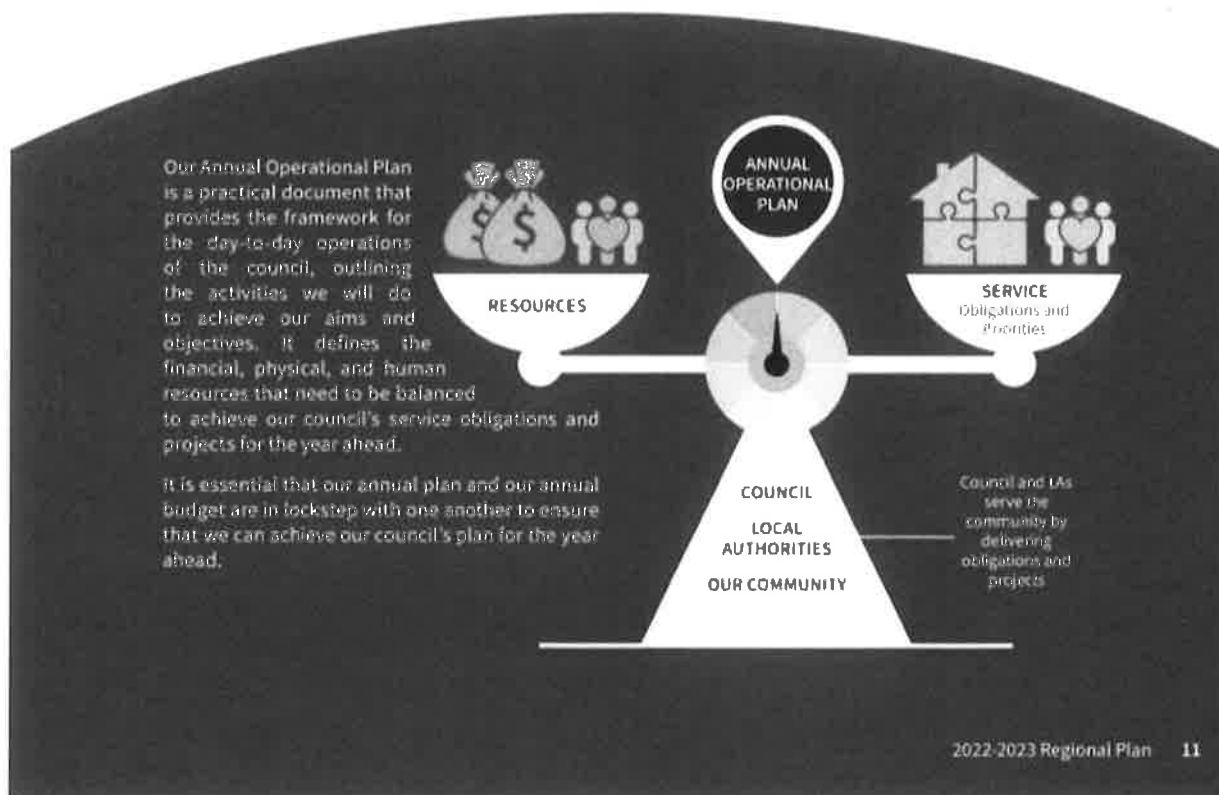 Our Annual Operational Plan
is a practical document that
provides the framework for
the day-to-day operations
of the council, outlining
the activities we will do
to achieve our aims and
objectives. It defines the
financial, physical, and human
resources that need to be balanced
to achieve our council's service obligations and
projects for the year ahead.
It is essential that our annual plan and our annual
budget are in lockstep with one another to ensure
that we can achieve our council's plan for the year
ahead.
ANNUAL
OPERATIONAL
PLAN
$ $
RESOURCES
SERVICE
Obligations and
Priorities
COUNCIL
LOCAL
AUTHORITIES
OUR COMMUNITY
Council and LAs
serve the
community by
delivering
obligations and
projects
2022-2023 Regional Plan 11